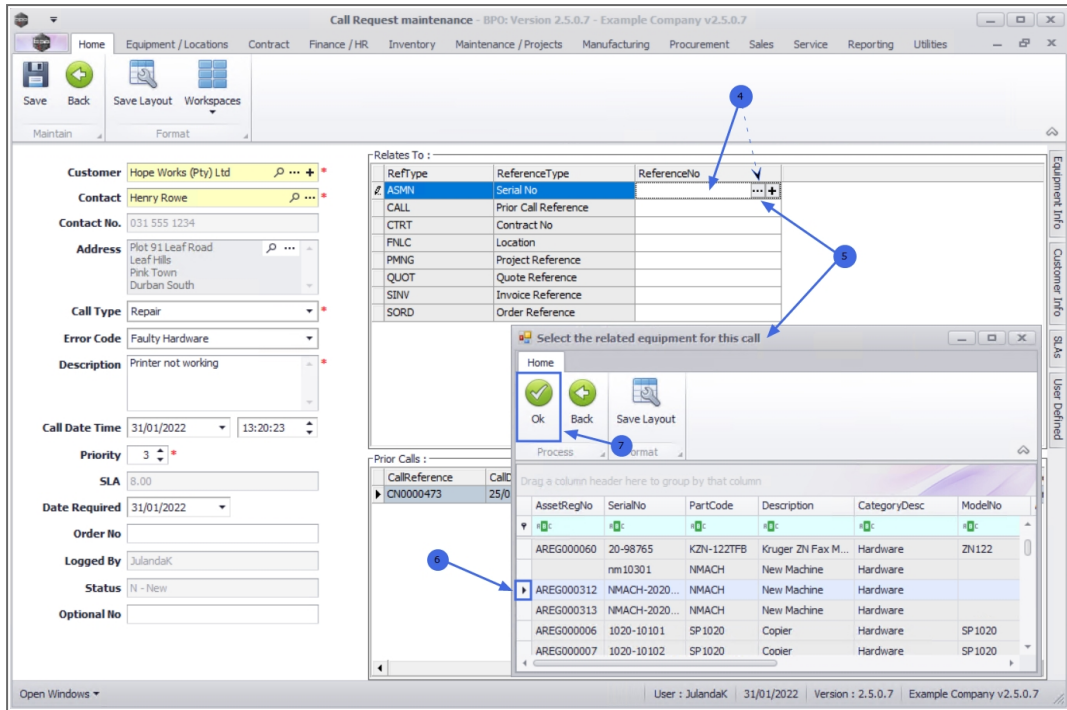 Call Request maintenance - BPO: Version 2.5.0.7 - Example Company v2.5.0.7
Home Equipment / Locations Contract Finance / HR Inventory Maintenance / Projects Manufacturing Procurement Sales Service Reporting Utilities
Save Back Save Layout Workspaces
Maintain Format
4
Customer Hope Works (Pty) Ltd *
Contact Henry Rowe *
Contact No. 031 555 1234
Address Plot 91 Leaf Road
Leaf Hills
Pink Town
Durban South
Call Type Repair *
Error Code Faulty Hardware
Description Printer not working *
Call Date Time 31/01/2022 13:20:23
Priority 3 *
SLA 8.00
Date Required 31/01/2022
Order No
Logged By JulandaK
Status N - New
Optional No
Relates To :
RefType ReferenceType ReferenceNo
ASMN Serial No
CALL Prior Call Reference
CTRT Contract No
FNLC Location
PMNG Project Reference
QUOT Quote Reference
SINV Invoice Reference
SORD Order Reference
5
Equipment Info
Customer Info
SLAs
User Defined
Prior Calls :
CallReference CallD
CN0000473 25/0
Select the related equipment for this call
Home
Ok Back Save Layout
7
Process ormat
Drag a column header here to group by that column
AssetRegNo SerialNo PartCode Description CategoryDesc ModelNo
AREG000060 20-98765 KZN-122TFB Kruger ZN Fax M... Hardware ZN122
nm10301 NMACH New Machine Hardware
6
AREG000312 NMACH-2020... NMACH New Machine Hardware
AREG000313 NMACH-2020... NMACH New Machine Hardware
AREG000006 1020-10101 SP1020 Copier Hardware SP1020
AREG000007 1020-10102 SP1020 Copier Hardware SP1020
Open Windows User : JulandaK 31/01/2022 Version : 2.5.0.7 Example Company v2.5.0.7